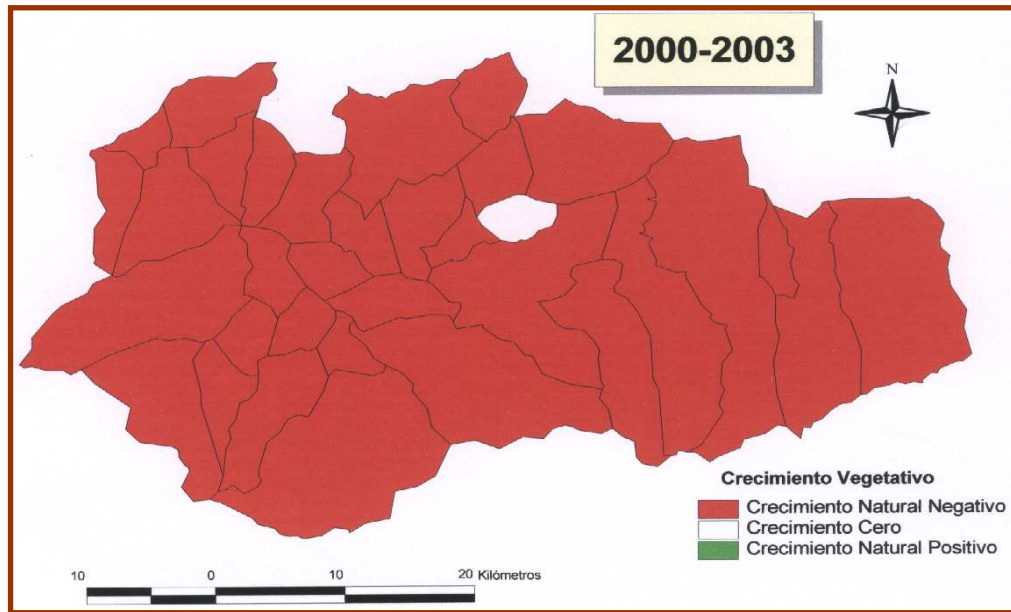 2000-2003
N
Crecimiento Vegetativo
Crecimiento Natural Negativo
Crecimiento Cero
Crecimiento Natural Positivo
10 0 10 20 Kilómetros